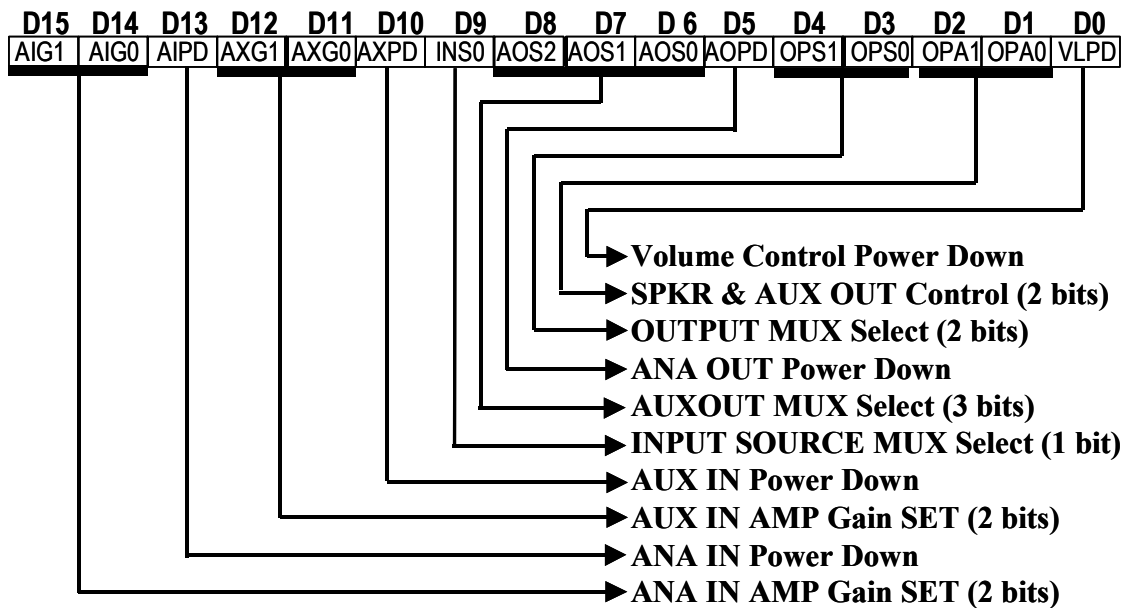 D15 D14 D13 D12 D11 D10 D9 D8 D7 D 6 D5 D4 D3 D2 D1 D0
AIG1 AIG0 AIPD AXG1 AXG0 AXPD INS0 AOS2 AOS1 AOS0 AOPD OPS1 OPS0 OPA1 OPA0 VLPD
Volume Control Power Down
SPKR & AUX OUT Control (2 bits)
OUTPUT MUX Select (2 bits)
ANA OUT Power Down
AUXOUT MUX Select (3 bits)
INPUT SOURCE MUX Select (1 bit)
AUX IN Power Down
AUX IN AMP Gain SET (2 bits)
ANA IN Power Down
ANA IN AMP Gain SET (2 bits)